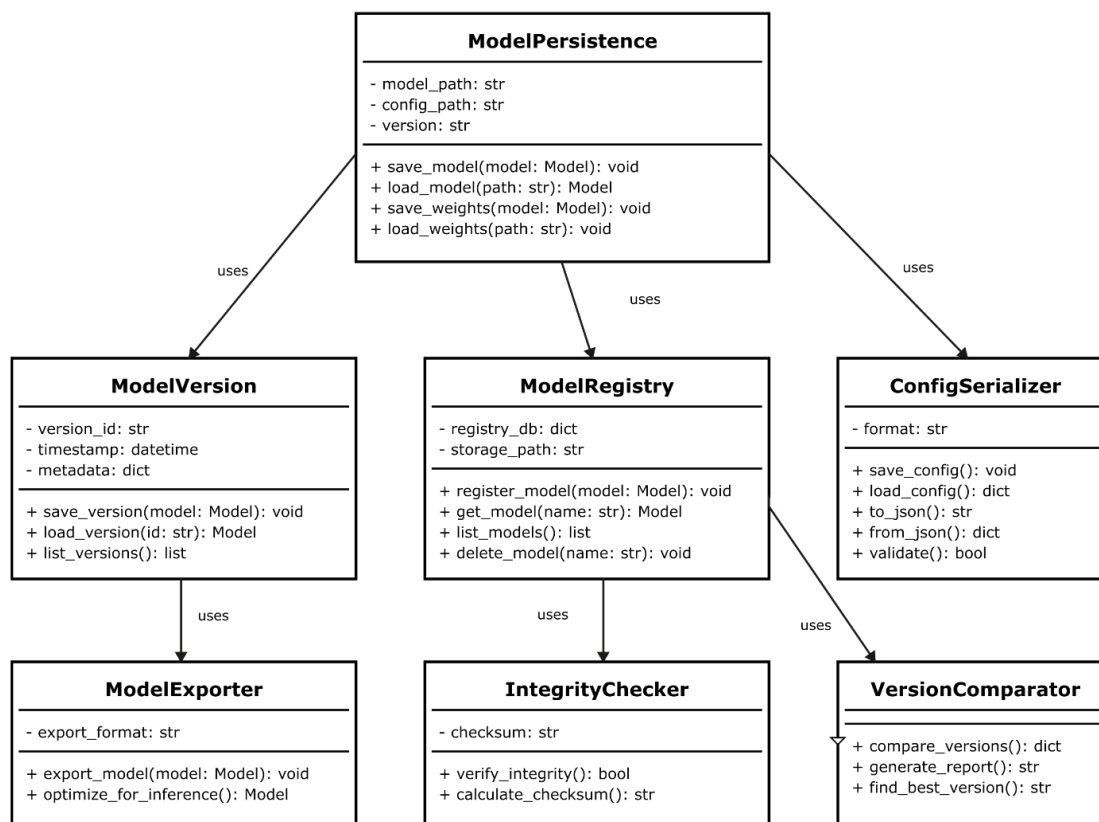 ModelPersistence
- model_path: str
- config_path: str
- version: str
+ save_model(model: Model): void
+ load_model(path: str): Model
+ save_weights(model: Model): void
+ load_weights(path: str): void
uses
uses
uses
ModelVersion
- version_id: str
- timestamp: datetime
- metadata: dict
+ save_version(model: Model): void
+ load_version(id: str): Model
+ list_versions(): list
ModelRegistry
- registry_db: dict
- storage_path: str
+ register_model(model: Model): void
+ get_model(name: str): Model
+ list_models(): list
+ delete_model(name: str): void
ConfigSerializer
- format: str
+ save_config(): void
+ load_config(): dict
+ to_json(): str
+ from_json(): dict
+ validate(): bool
uses
uses
uses
ModelExporter
- export_format: str
+ export_model(model: Model): void
+ optimize_for_inference(): Model
IntegrityChecker
- checksum: str
+ verify_integrity(): bool
+ calculate_checksum(): str
VersionComparator
+ compare_versions(): dict
+ generate_report(): str
+ find_best_version(): str